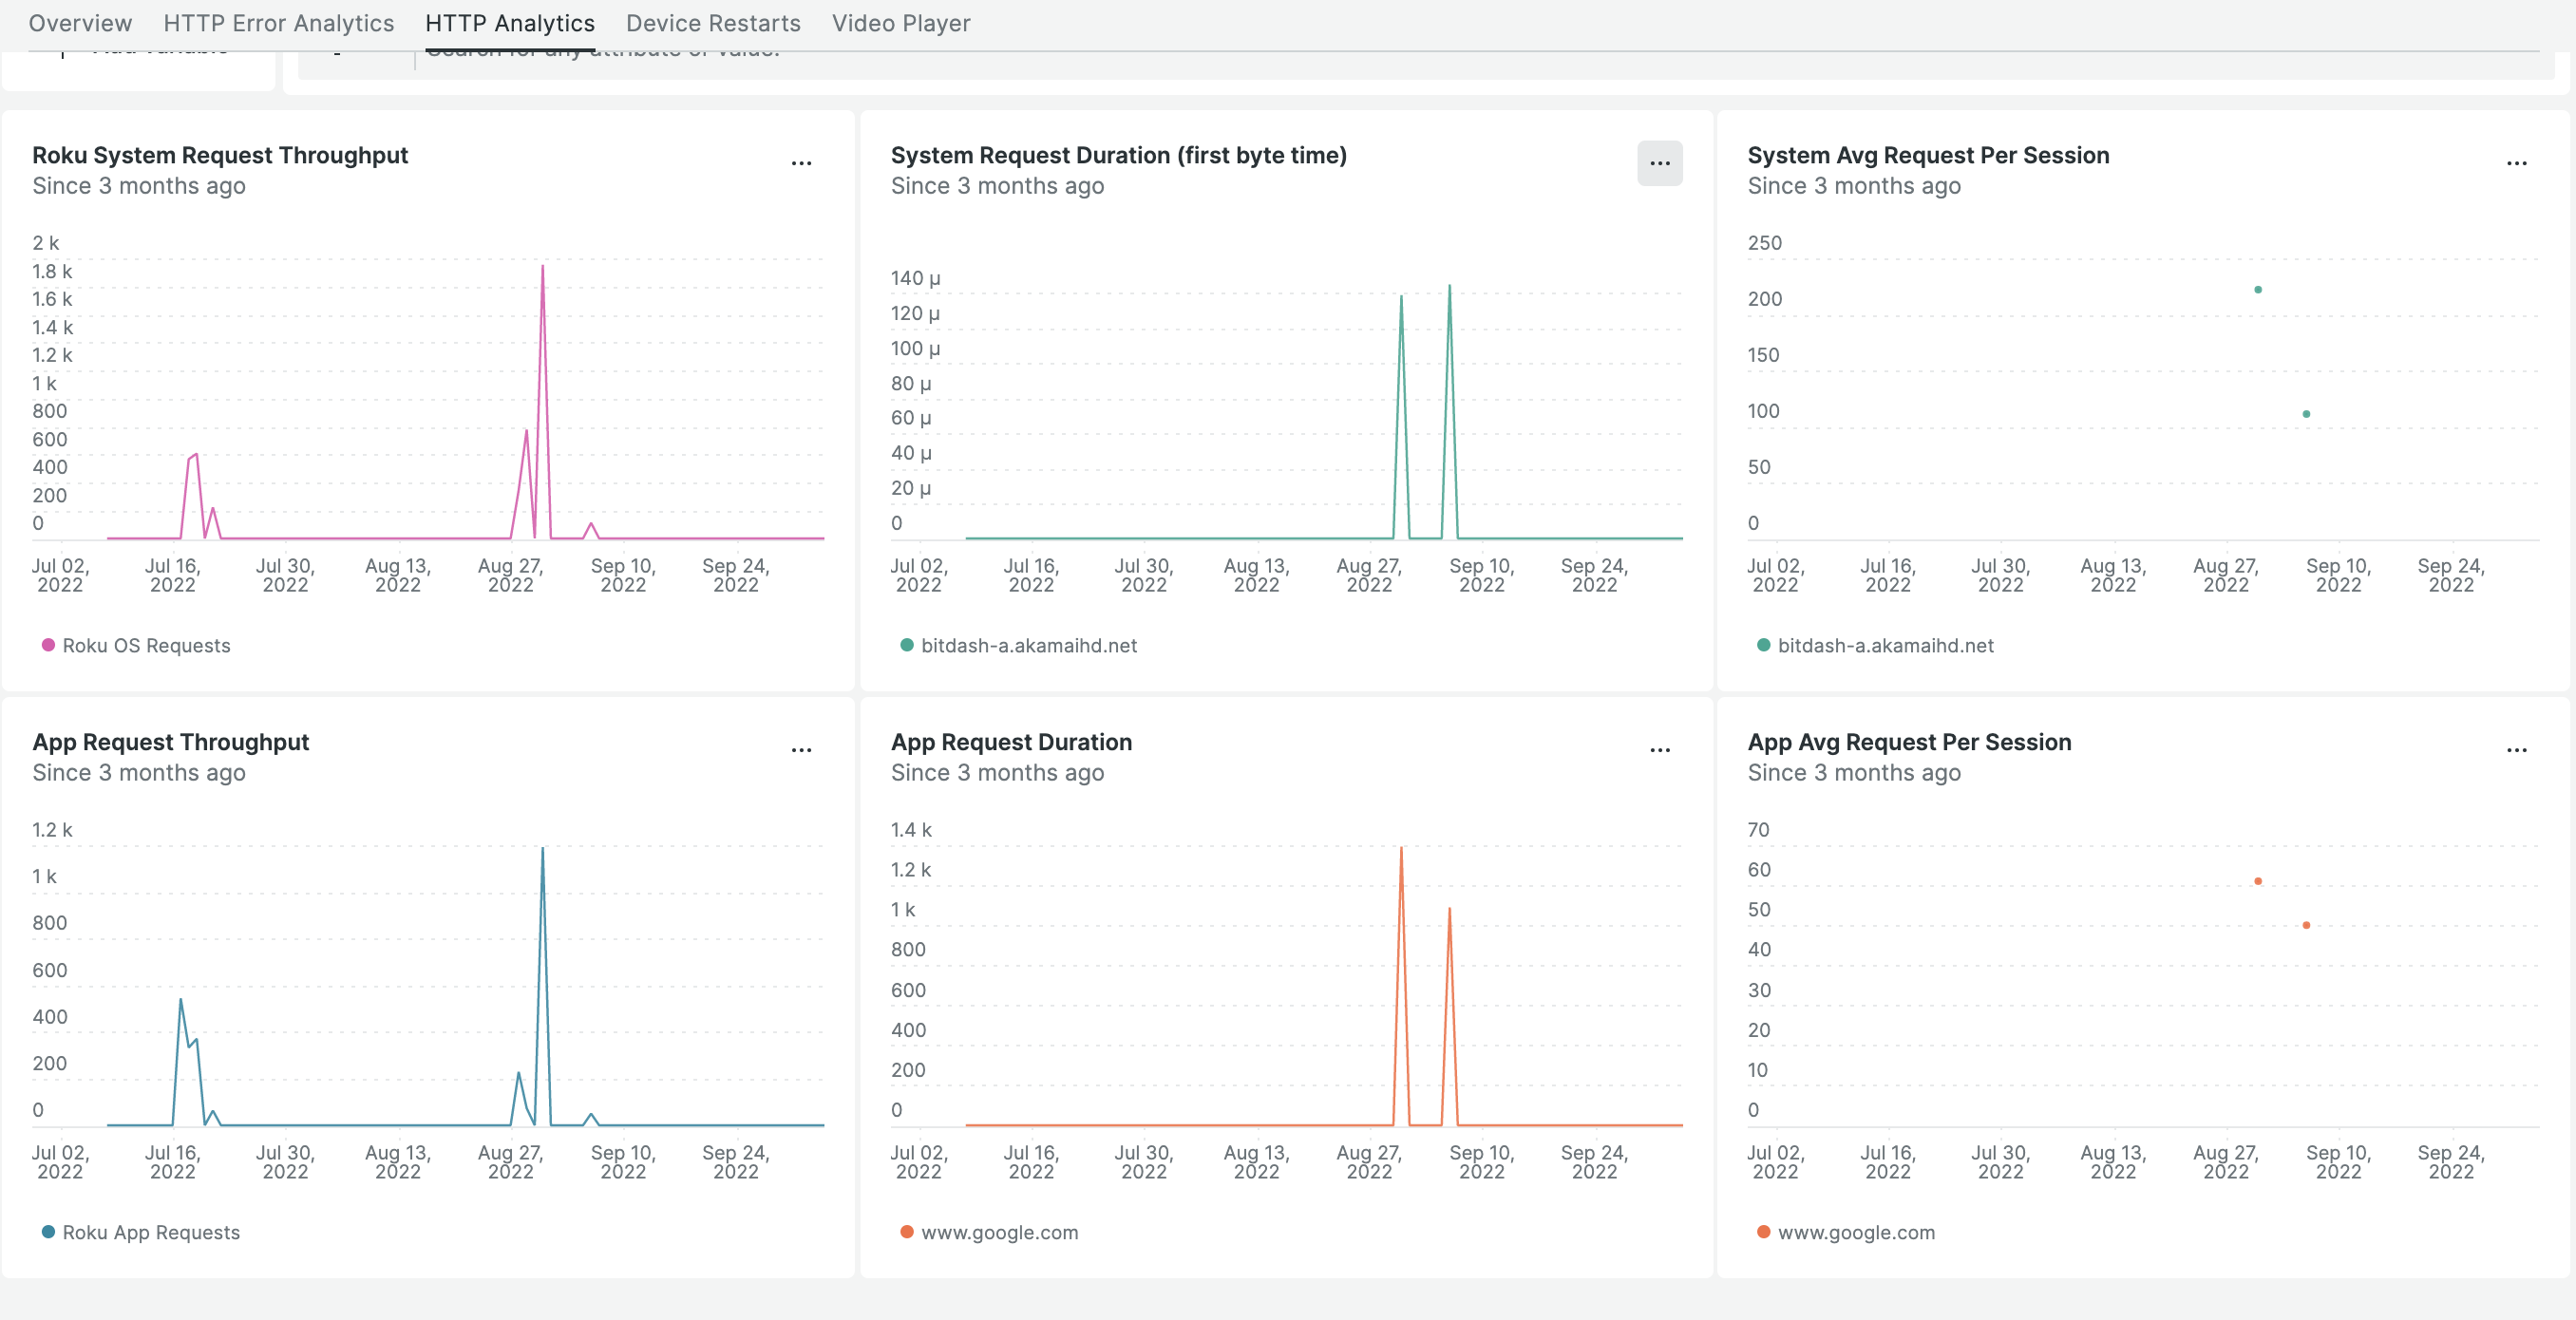 Overview HTTP Error Analytics HTTP Analytics Device Restarts Video Player
Search for any attribute or value.
Roku System Request Throughput
Since 3 months ago
2 k
1.8 k
1.6 k
1.4 k
1.2 k
1 k
800
600
400
200
0
Jul 02, 2022
Jul 16, 2022
Jul 30, 2022
Aug 13, 2022
Aug 27, 2022
Sep 10, 2022
Sep 24, 2022
Roku OS Requests
System Request Duration (first byte time)
Since 3 months ago
140 µ
120 µ
100 µ
80 µ
60 µ
40 µ
20 µ
0
Jul 02, 2022
Jul 16, 2022
Jul 30, 2022
Aug 13, 2022
Aug 27, 2022
Sep 10, 2022
Sep 24, 2022
bitdash-a.akamaihd.net
System Avg Request Per Session
Since 3 months ago
250
200
150
100
50
0
Jul 02, 2022
Jul 16, 2022
Jul 30, 2022
Aug 13, 2022
Aug 27, 2022
Sep 10, 2022
Sep 24, 2022
bitdash-a.akamaihd.net
App Request Throughput
Since 3 months ago
1.2 k
1 k
800
600
400
200
0
Jul 02, 2022
Jul 16, 2022
Jul 30, 2022
Aug 13, 2022
Aug 27, 2022
Sep 10, 2022
Sep 24, 2022
Roku App Requests
App Request Duration
Since 3 months ago
1.4 k
1.2 k
1 k
800
600
400
200
0
Jul 02, 2022
Jul 16, 2022
Jul 30, 2022
Aug 13, 2022
Aug 27, 2022
Sep 10, 2022
Sep 24, 2022
www.google.com
App Avg Request Per Session
Since 3 months ago
70
60
50
40
30
20
10
0
Jul 02, 2022
Jul 16, 2022
Jul 30, 2022
Aug 13, 2022
Aug 27, 2022
Sep 10, 2022
Sep 24, 2022
www.google.com